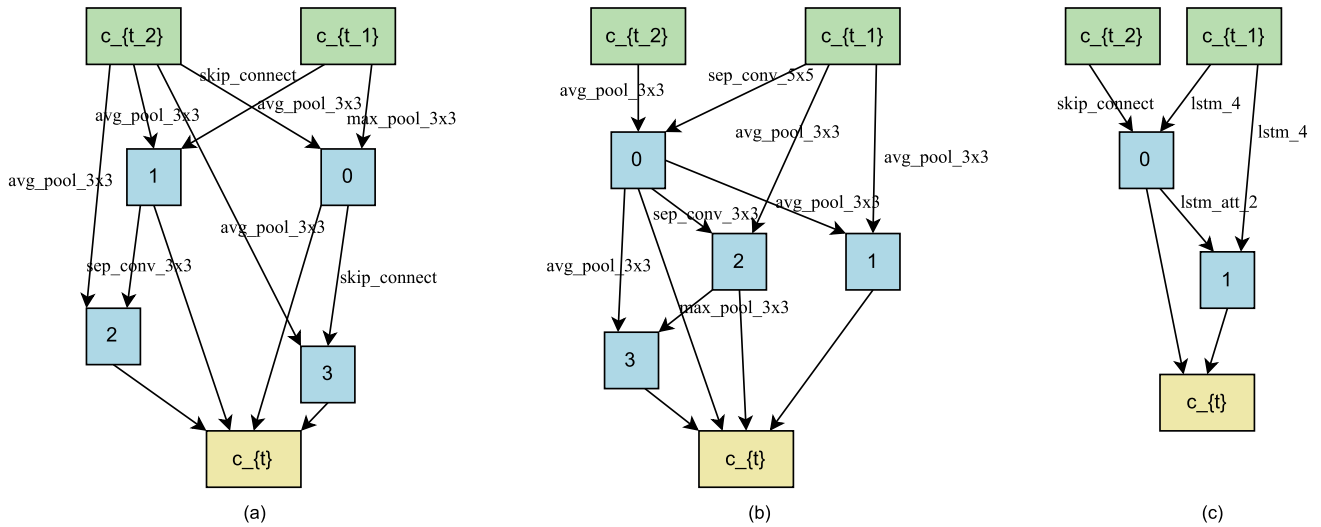 c_{t_2}
c_{t_1}
skip_connect
avg_pool_3x3
avg_pool_3x3
max_pool_3x3
1
0
avg_pool_3x3
avg_pool_3x3
sep_conv_3x3
skip_connect
2
3
c_{t}
(a)
c_{t_2}
c_{t_1}
sep_conv_5x5
avg_pool_3x3
avg_pool_3x3
0
avg_pool_3x3
avg_pool_3x3
sep_conv_3x3
2
1
avg_pool_3x3
max_pool_3x3
3
c_{t}
(b)
c_{t_2}
c_{t_1}
skip_connect
lstm_4
lstm_4
0
lstm_att_2
1
c_{t}
(c)